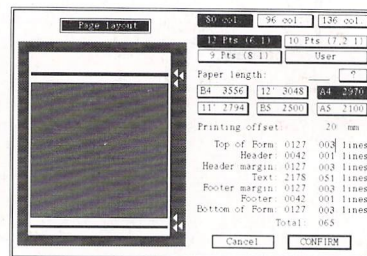 Page layout
80 col. 96 col. 136 col.
12 Pts (6 1) 10 Pts (7,2 1)
9 Pts (8 1) User
Paper length: ?
B4 3556 12' 3048 A4 2970
11' 2794 B5 2500 A5 2100
Printing offset: 20 mm
Top of Form: 0127 003 lines
Header: 0042 001 lines
Header margin: 0127 003 lines
Text: 2178 051 lines
Footer margin: 0127 003 lines
Footer: 0042 001 lines
Bottom of Form: 0127 003 lines
Total: 065
Cancel CONFIRM